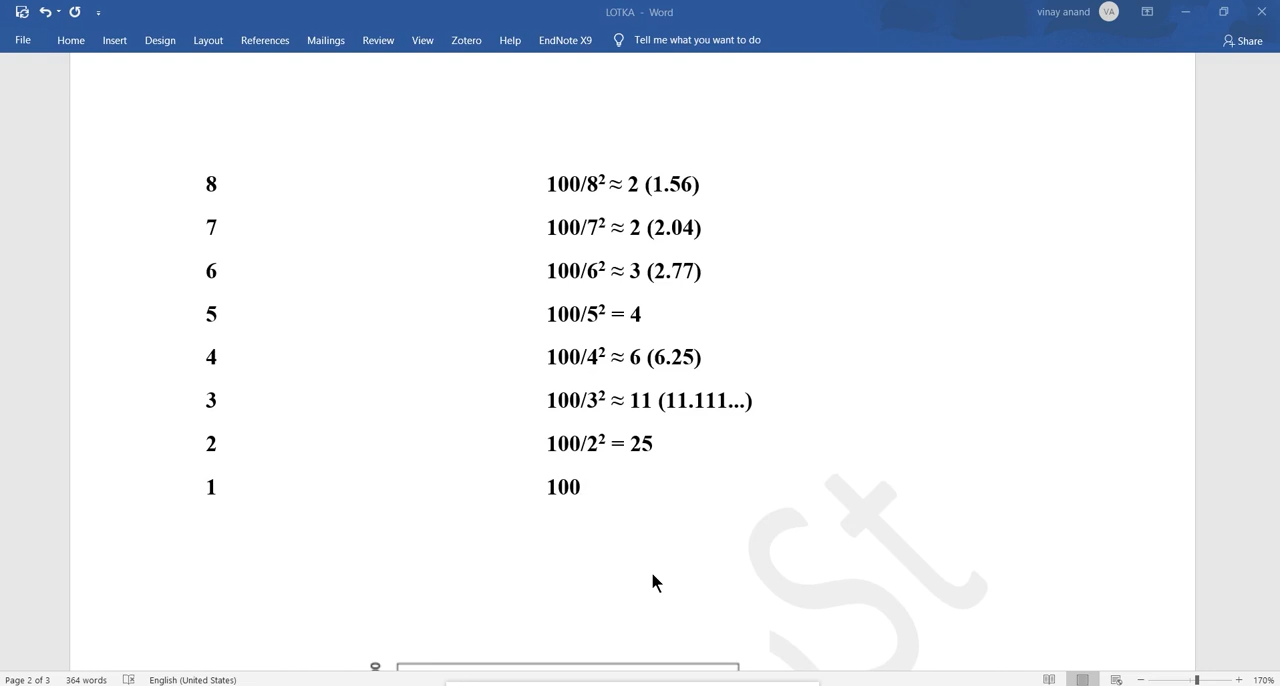 LOTKA - Word
vinay anand VA
File Home Insert Design Layout References Mailings Review View Zotero Help EndNote X9 Tell me what you want to do Share
8 100/8² ≈ 2 (1.56)
7 100/7² ≈ 2 (2.04)
6 100/6² ≈ 3 (2.77)
5 100/5² = 4
4 100/4² ≈ 6 (6.25)
3 100/3² ≈ 11 (11.111...)
2 100/2² = 25
1 100
St
Page 2 of 3 364 words English (United States) 170%